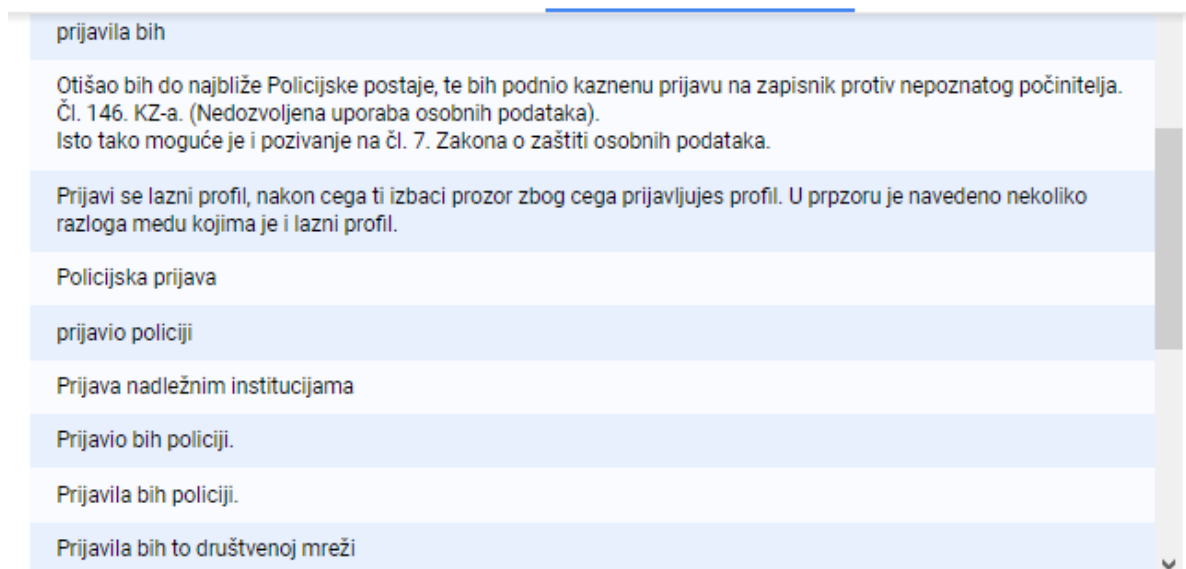 prijavila bih
Otišao bih do najbliže Policijske postaje, te bih podnio kaznenu prijavu na zapisnik protiv nepoznatog počinitelja.
Čl. 146. KZ-a. (Nedozvoljena uporaba osobnih podataka).
Isto tako moguće je i pozivanje na čl. 7. Zakona o zaštiti osobnih podataka.
Prijavi se lazni profil, nakon cega ti izbaci prozor zbog cega prijavljujes profil. U prpzoru je navedeno nekoliko
razloga medu kojima je i lazni profil.
Policijska prijava
prijavio policiji
Prijava nadležnim institucijama
Prijavio bih policiji.
Prijavila bih policiji.
Prijavila bih to društvenoj mreži